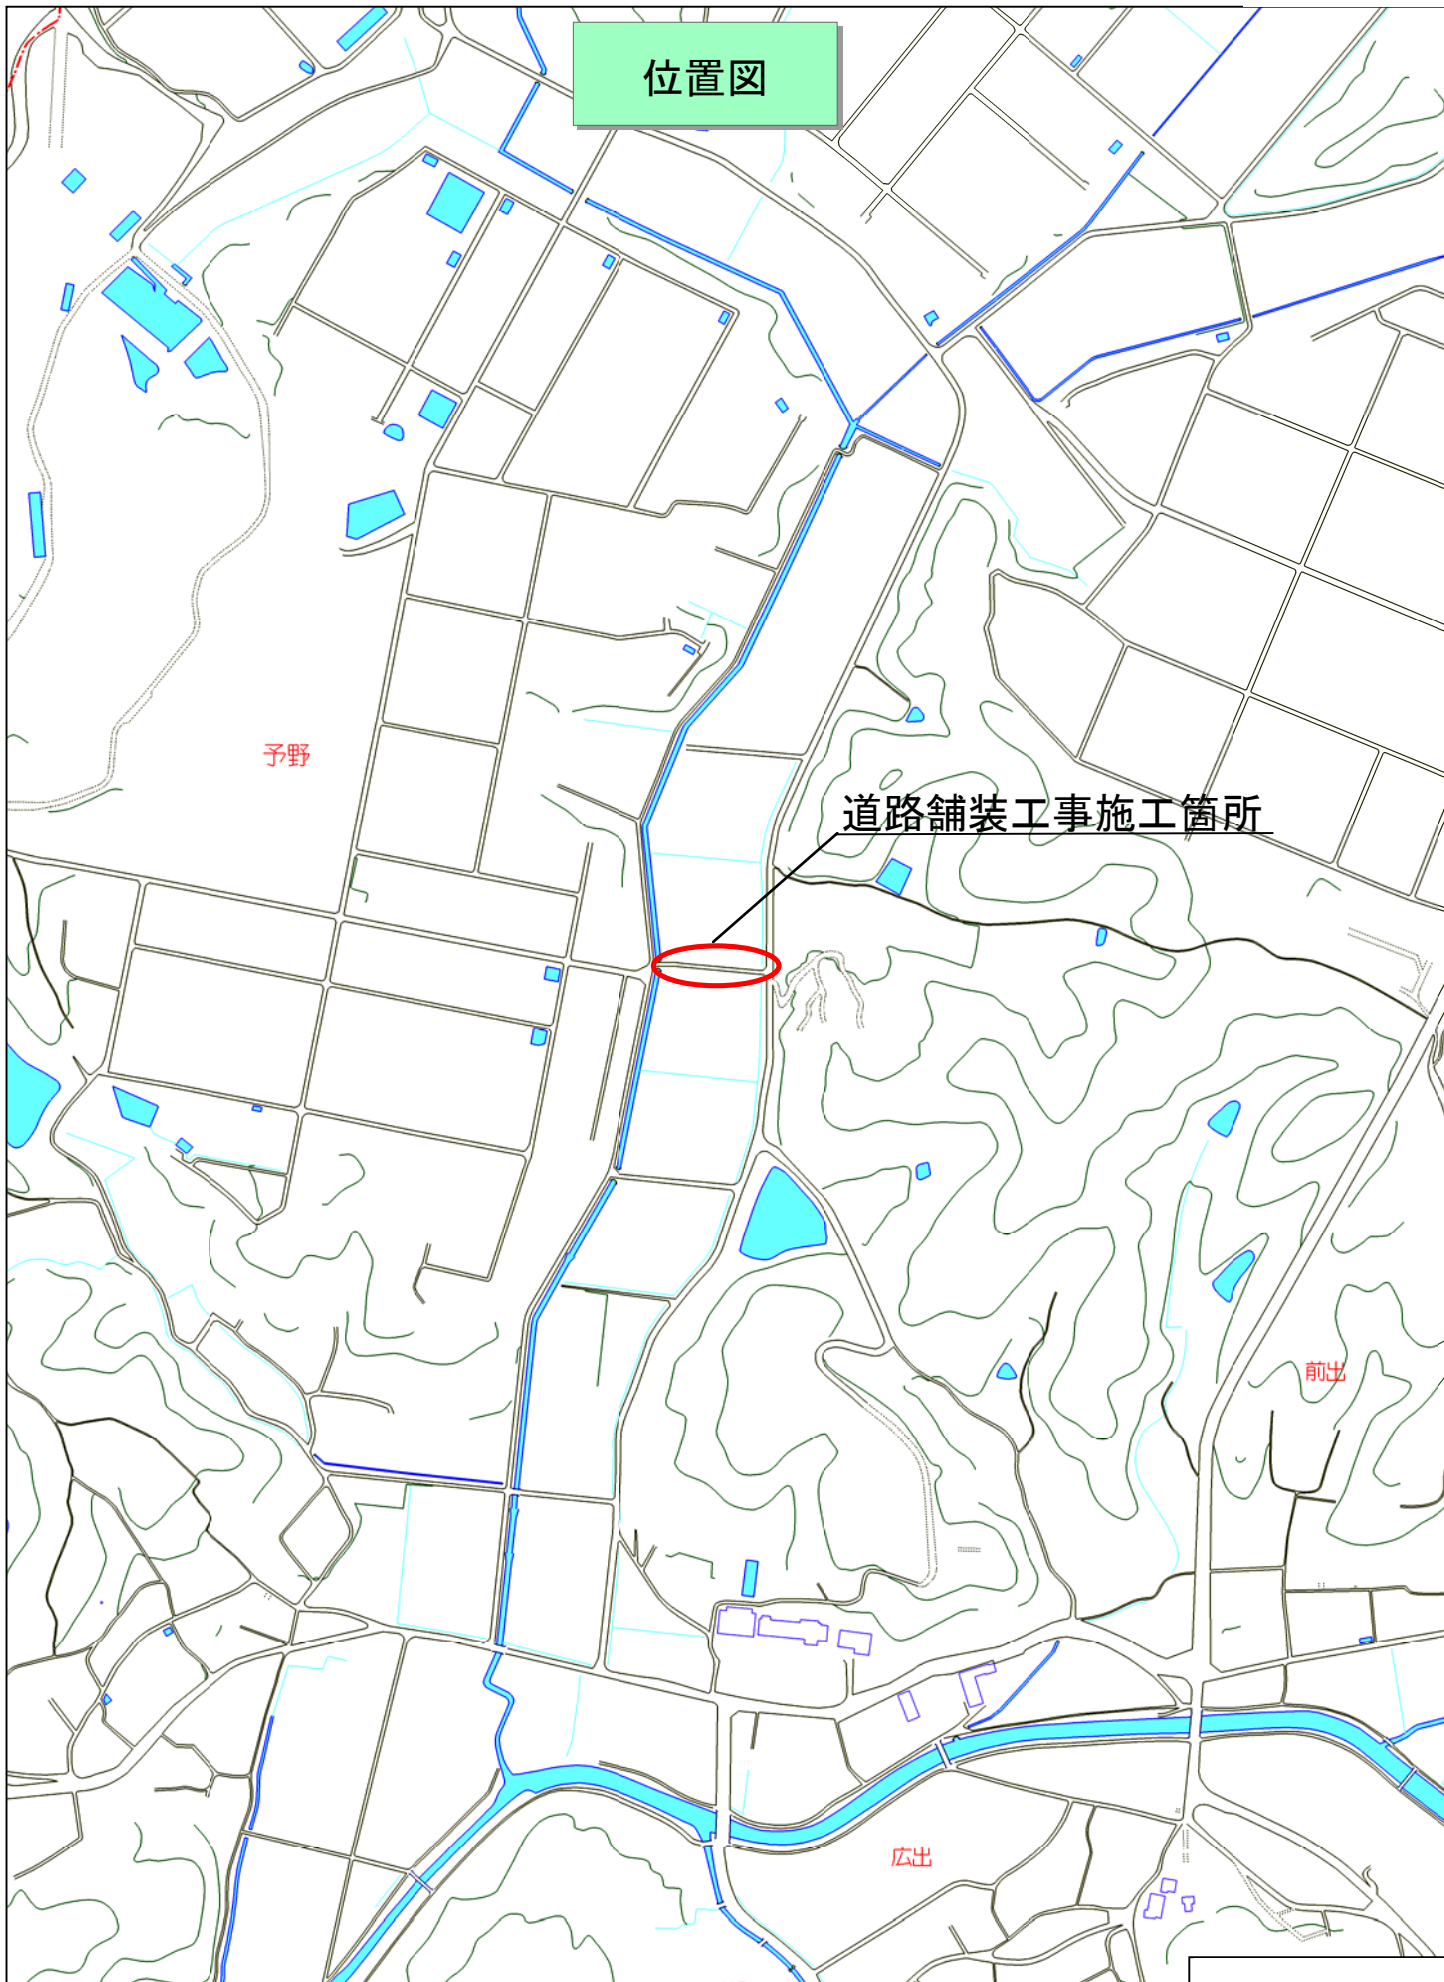 位置図
予野
道路舗装工事施工箇所
前出
広出